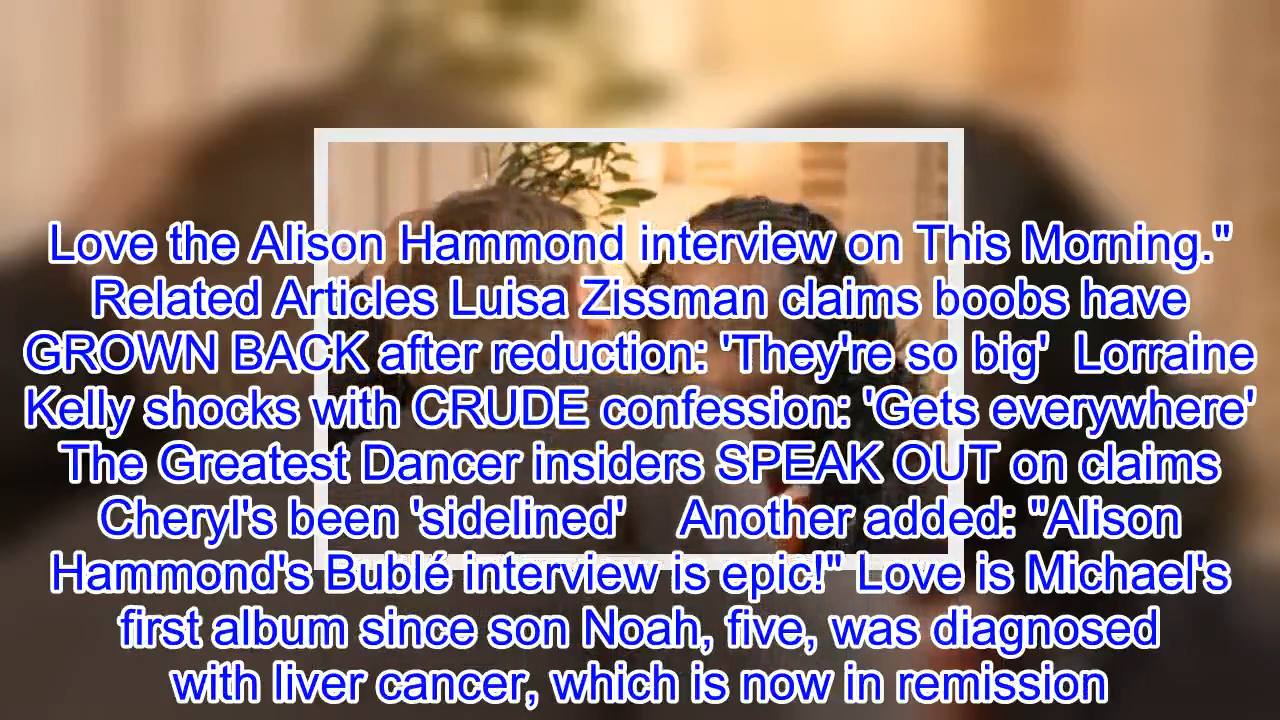 Love the Alison Hammond interview on This Morning."
Related Articles Luisa Zissman claims boobs have
GROWN BACK after reduction: 'They're so big'  Lorraine
Kelly shocks with CRUDE confession: 'Gets everywhere'
The Greatest Dancer insiders SPEAK OUT on claims
Cheryl's been 'sidelined'    Another added: "Alison
Hammond's Bublé interview is epic!" Love is Michael's
first album since son Noah, five, was diagnosed
with liver cancer, which is now in remission